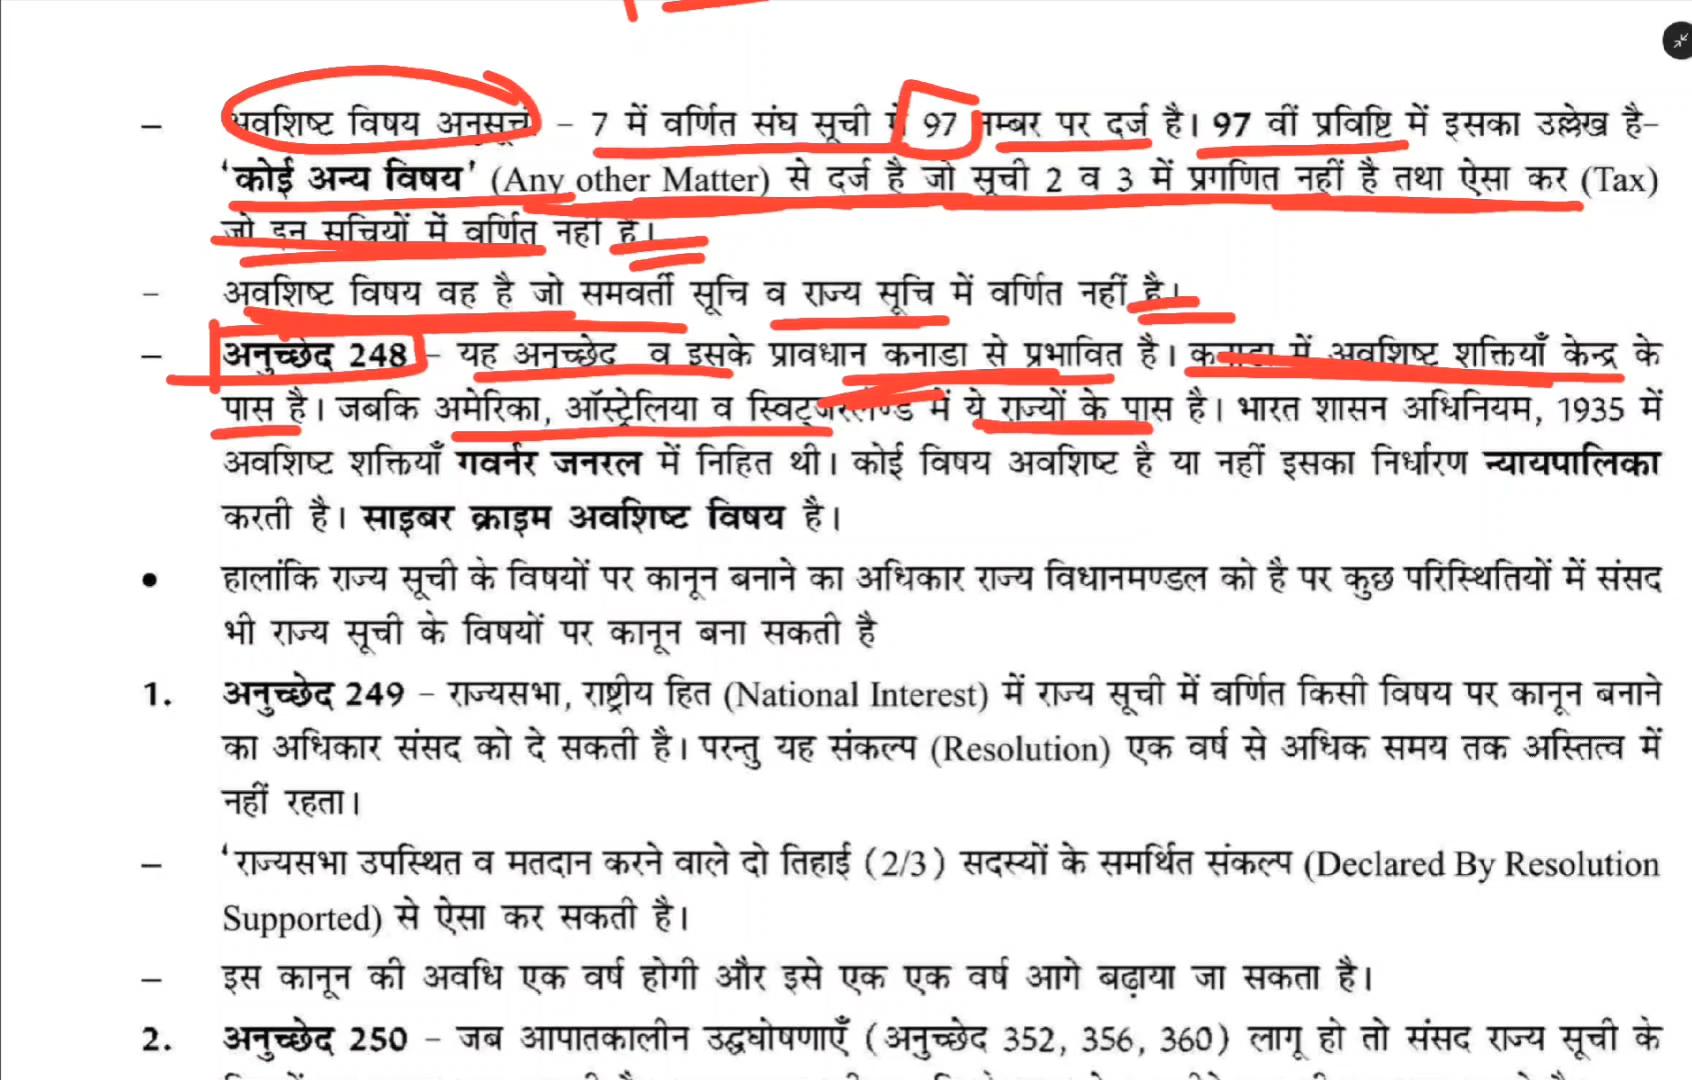 – अवशिष्ट विषय अनुसूची – 7 में वर्णित संघ सूची में 97 नम्बर पर दर्ज है। 97 वीं प्रविष्टि में इसका उल्लेख है–
‘कोई अन्य विषय’ (Any other Matter) से दर्ज है जो सूची 2 व 3 में प्रगणित नहीं है तथा ऐसा कर (Tax)
जो इन सूचियों में वर्णित नहीं है।
– अवशिष्ट विषय वह है जो समवर्ती सूचि व राज्य सूचि में वर्णित नहीं है।
– अनुच्छेद 248 – यह अनुच्छेद व इसके प्रावधान कनाडा से प्रभावित है। कनाडा में अवशिष्ट शक्तियाँ केन्द्र के
पास है। जबकि अमेरिका, ऑस्ट्रेलिया व स्विट्जरलैण्ड में ये राज्यों के पास है। भारत शासन अधिनियम, 1935 में
अवशिष्ट शक्तियाँ गवर्नर जनरल में निहित थी। कोई विषय अवशिष्ट है या नहीं इसका निर्धारण न्यायपालिका
करती है। साइबर क्राइम अवशिष्ट विषय है।
• हालांकि राज्य सूची के विषयों पर कानून बनाने का अधिकार राज्य विधानमण्डल को है पर कुछ परिस्थितियों में संसद
भी राज्य सूची के विषयों पर कानून बना सकती है
1. अनुच्छेद 249 – राज्यसभा, राष्ट्रीय हित (National Interest) में राज्य सूची में वर्णित किसी विषय पर कानून बनाने
का अधिकार संसद को दे सकती है। परन्तु यह संकल्प (Resolution) एक वर्ष से अधिक समय तक अस्तित्व में
नहीं रहता।
– ‘राज्यसभा उपस्थित व मतदान करने वाले दो तिहाई (2/3) सदस्यों के समर्थित संकल्प (Declared By Resolution
Supported) से ऐसा कर सकती है।
– इस कानून की अवधि एक वर्ष होगी और इसे एक एक वर्ष आगे बढ़ाया जा सकता है।
2. अनुच्छेद 250 – जब आपातकालीन उद्घोषणाएँ (अनुच्छेद 352, 356, 360) लागू हो तो संसद राज्य सूची के